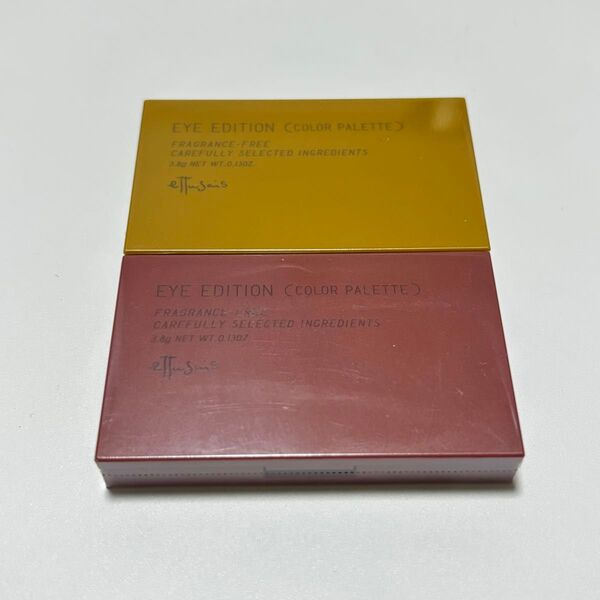 EYE EDITION (COLOR PALETTE)
FRAGRANCE-FREE
CAREFULLY SELECTED INGREDIENTS
3.8g NET WT.0.13OZ.
ettusais
EYE EDITION (COLOR PALETTE)
FRAGRANCE-FREE
CAREFULLY SELECTED INGREDIENTS
3.8g NET WT.0.13OZ
ettusais